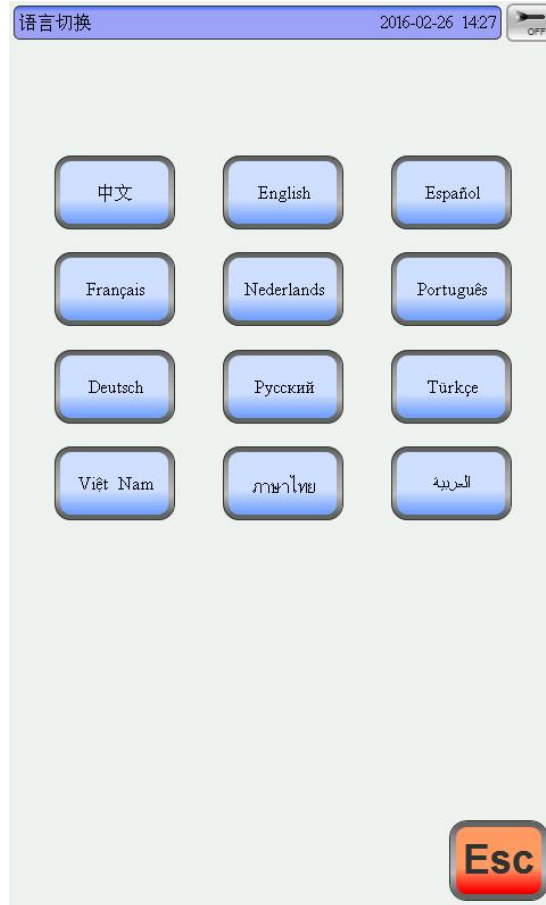 语言切换 2016-02-26 14:27
OFF
中文 English Español
Français Nederlands Português
Deutsch Русский Türkçe
Việt Nam ภาษาไทย العربية
Esc